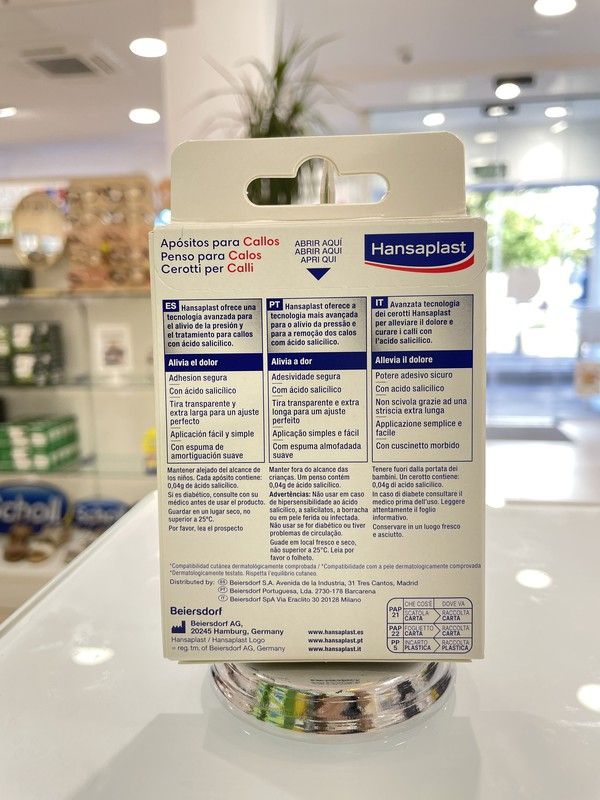 Apósitos para Callos
Penso para Calos
Cerotti per Calli
ABRIR AQUÍ
ABRIR AQUI
APRI QUI
Hansaplast
ES Hansaplast ofrece una
tecnología avanzada para
el alivio de la presión y
el tratamiento para callos
con ácido salicílico.
Alivia el dolor
Adhesion segura
Con ácido salicílico
Tira transparente y
extra larga para un ajuste
perfecto
Aplicación fácil y simple
Con espuma de
amortiguación suave
Mantener alejado del alcance de
los niños. Cada apósito contiene:
0,04g de ácido salicílico.
Si es diabético, consulte con su
médico antes de usar el producto.
Guardar en un lugar seco, no
superior a 25°C.
Por favor, lea el prospecto
PT Hansaplast oferece a
tecnologia mais avançada
para o alívio da pressão e
para a remoção dos calos
com ácido salicílico.
Alivia a dor
Adesividade segura
Com ácido salicílico
Tira transparente e extra
longa para um ajuste
perfeito
Aplicação simples e fácil
Com espuma almofadada
suave
Manter fora do alcance das
crianças. Um penso contém
0,04g de ácido salicílico.
Advertências: Não usar em caso
de hipersensibilidade ao ácido
salicílico, a salicilatos, a borracha
ou em pele ferida ou infectada.
Não usar se for diabético ou tiver
problemas de circulação.
Guade em local fresco e seco,
não superior a 25°C. Leia por
favor o folheto.
IT Avanzata tecnologia
dei cerotti Hansaplast
per alleviare il dolore e
curare i calli con
l'acido salicilico.
Allevia il dolore
Potere adesivo sicuro
Con acido salicilico
Non scivola grazie ad una
striscia extra lunga
Applicazione semplice e
facile
Con cuscinetto morbido
Tenere fuori dalla portata dei
bambini. Un cerotto contiene:
0,04g di acido salicilico.
In caso di diabete consultare il
medico prima dell'uso. Leggere
attentamente il foglio
informativo.
Conservare in un luogo fresco
e asciutto.
*Compatibilidad cutánea dermatológicamente comprobada / *Compatibilidade com a pele dermatologicamente comprovada
*Dermatologicamente testato. Rispetta l'equilibrio cutaneo.
Distributed by: ES Beiersdorf S.A. Avenida de la Industria, 31 Tres Cantos, Madrid
PT Beiersdorf Portuguesa, Lda. 2730-178 Barcarena
IT Beiersdorf SpA Via Eraclito 30 20128 Milano
Beiersdorf
Beiersdorf AG,
20245 Hamburg, Germany
Hansaplast / Hansaplast Logo
= reg. tm. of Beiersdorf AG, Germany
www.hansaplast.es
www.hansaplast.pt
www.hansaplast.it
CHE COS'È DOVE VA
PAP 21 SCATOLA CARTA RACCOLTA CARTA
PAP 22 FOGLIETTO CARTA RACCOLTA CARTA
PP 5 INCARTO PLASTICA RACCOLTA PLASTICA
Scholl